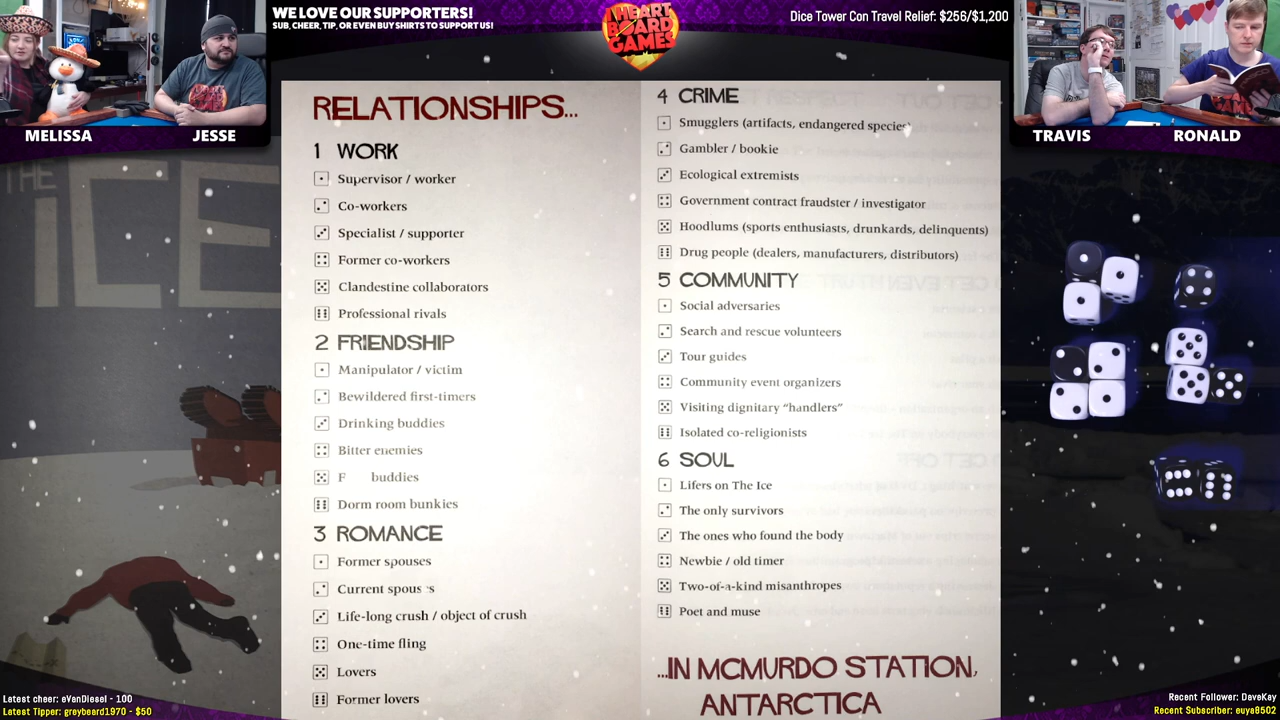 WE LOVE OUR SUPPORTERS!
SUB, CHEER, TIP, OR EVEN BUY SHIRTS TO SUPPORT US!
I HEART
BOARD
GAMES
Dice Tower Con Travel Relief: $256/$1,200
MELISSA
JESSE
TRAVIS
RONALD
THE
ICE
RELATIONSHIPS...
1 WORK
Supervisor / worker
Co-workers
Specialist / supporter
Former co-workers
Clandestine collaborators
Professional rivals
2 FRIENDSHIP
Manipulator / victim
Bewildered first-timers
Drinking buddies
Bitter enemies
F buddies
Dorm room bunkies
3 ROMANCE
Former spouses
Current spous s
Life-long crush / object of crush
One-time fling
Lovers
Former lovers
4 CRIME
Smugglers (artifacts, endangered species)
Gambler / bookie
Ecological extremists
Government contract fraudster / investigator
Hoodlums (sports enthusiasts, drunkards, delinquents)
Drug people (dealers, manufacturers, distributors)
5 COMMUNITY
Social adversaries
Search and rescue volunteers
Tour guides
Community event organizers
Visiting dignitary “handlers”
Isolated co-religionists
6 SOUL
Lifers on The Ice
The only survivors
The ones who found the body
Newbie / old timer
Two-of-a-kind misanthropes
Poet and muse
...IN MCMURDO STATION,
ANTARCTICA
Latest cheer: eVanDiesel - 100
Latest Tipper: greybeard1970 - $50
Recent Follower: DaveKay
Recent Subscriber: euya8502